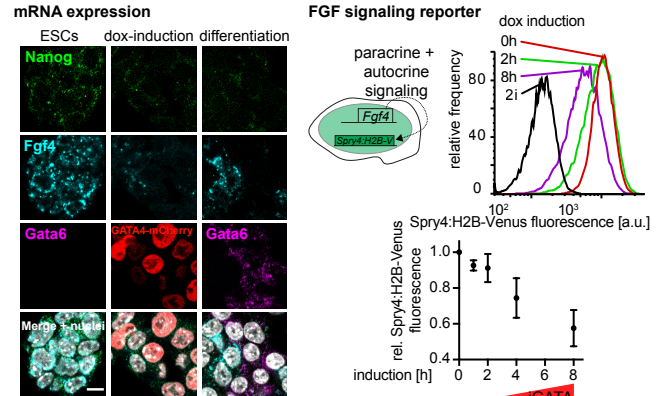 mRNA expression
ESCs dox-induction differentiation
Nanog
Fgf4
Gata6 GATA4-mCherry Gata6
Merge + nuclei
FGF signaling reporter
paracrine +
autocrine
signaling
Fgf4
Spry4:H2B-V
dox induction
0h
2h
8h
2i
relative frequency
80
40
0
10² 10³
Spry4:H2B-Venus fluorescence [a.u.]
rel. Spry4:H2B-Venus
fluorescence
1.0
0.8
0.6
0.4
0 2 4 6 8
induction [h]
iGATA